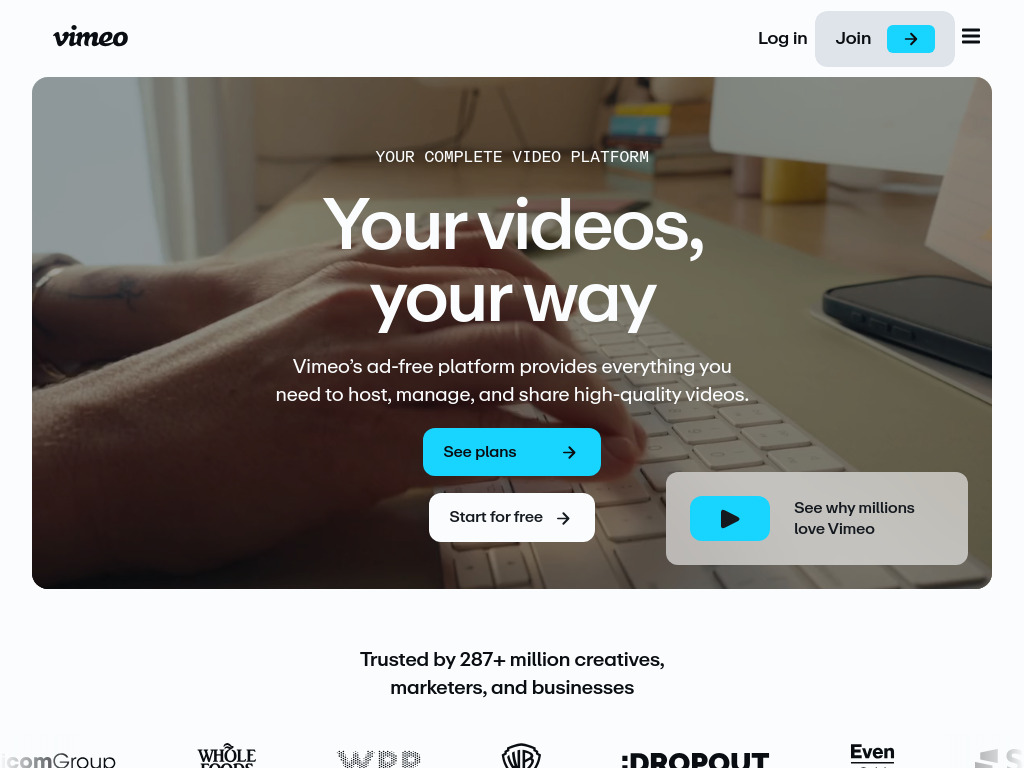 vimeo
Log in
Join
YOUR COMPLETE VIDEO PLATFORM
Your videos,
your way
Vimeo's ad-free platform provides everything you
need to host, manage, and share high-quality videos.
See plans
Start for free
See why millions
love Vimeo
Trusted by 287+ million creatives,
marketers, and businesses
icomGroup
WHOLE
FOODS
WPP
WB
:DROPOUT
Even